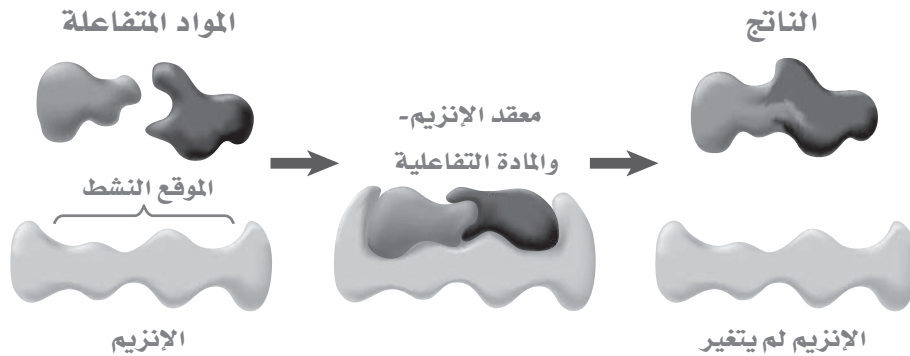 المواد المتفاعلة
الناتج
معقد الإنزيم-
والمادة التفاعلية
الموقع النشط
الإنزيم
الإنزيم لم يتغير